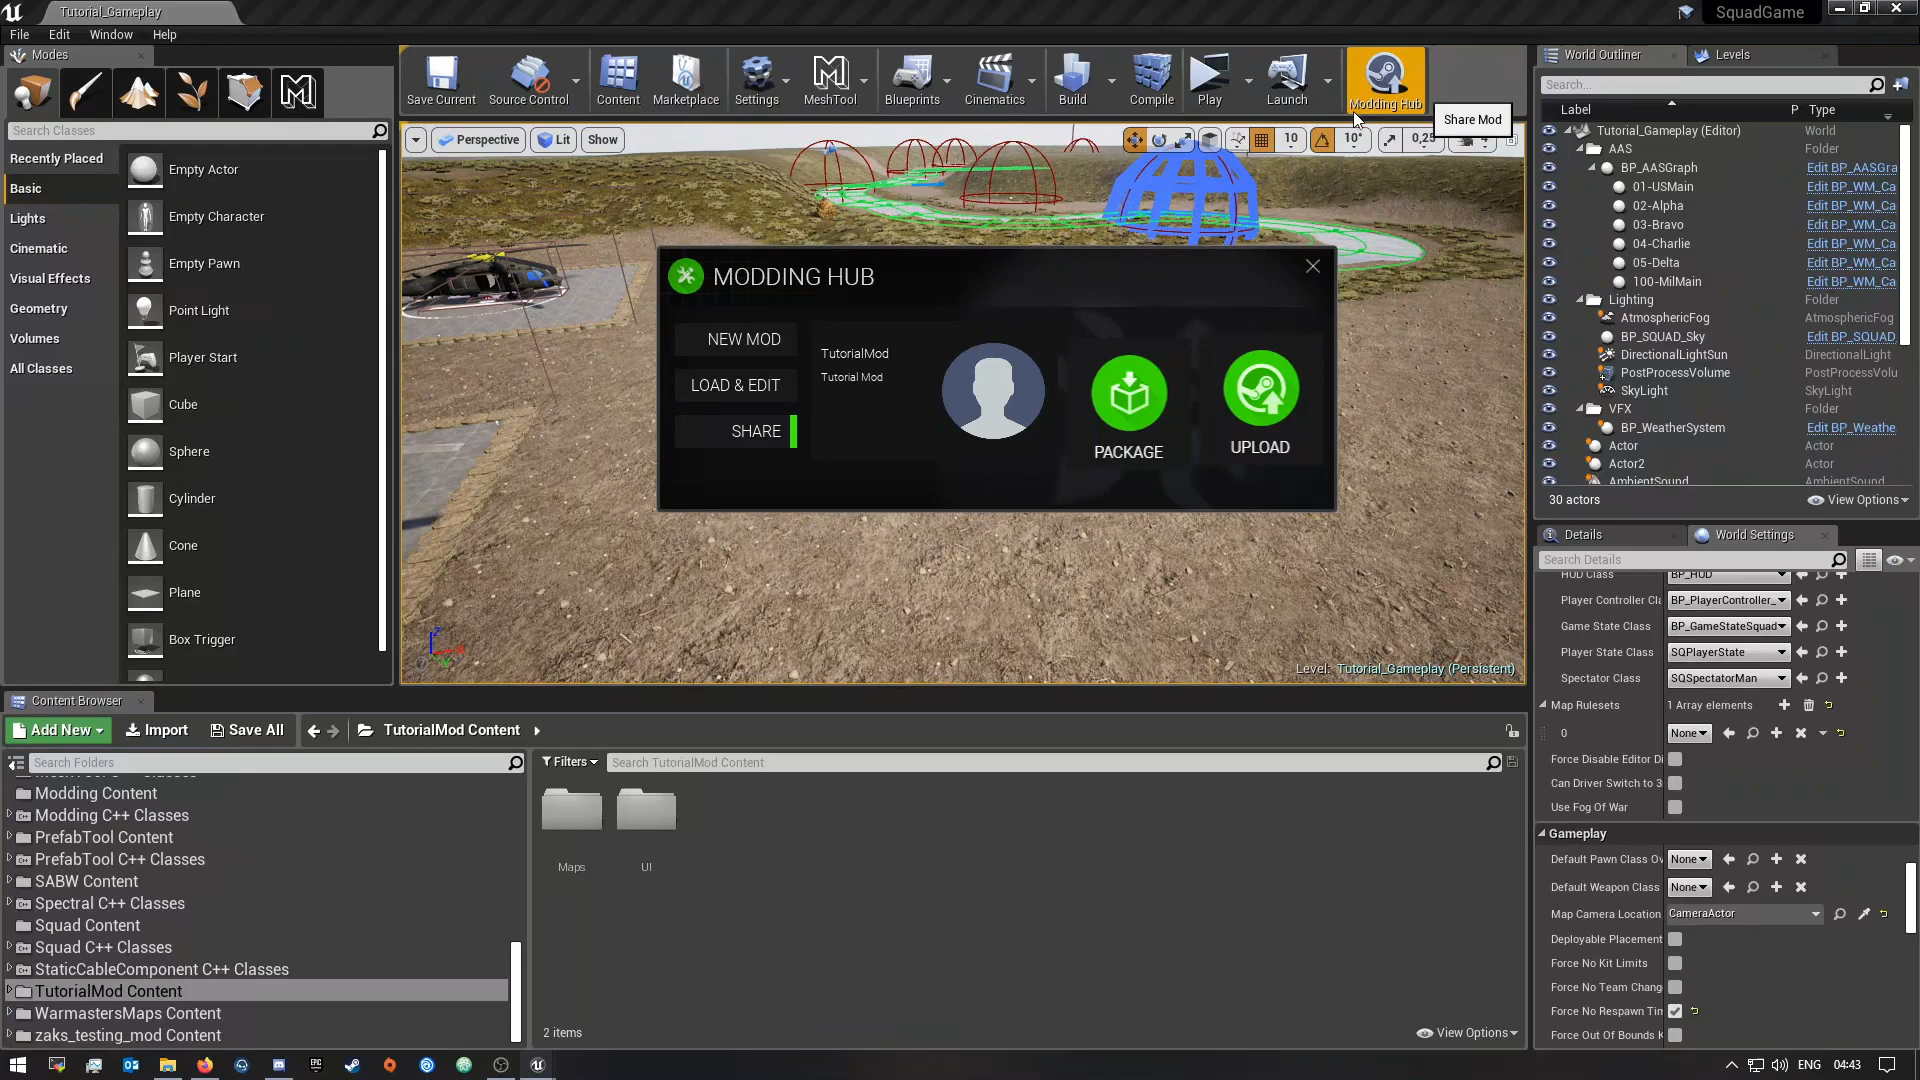 Tutorial_Gameplay
SquadGame
File Edit Window Help
Modes
Search Classes
Recently Placed
Basic
Lights
Cinematic
Visual Effects
Geometry
Volumes
All Classes
Empty Actor
Empty Character
Empty Pawn
Point Light
Player Start
Cube
Sphere
Cylinder
Cone
Plane
Box Trigger
Save Current Source Control Content Marketplace Settings MeshTool Blueprints Cinematics Build Compile Play Launch Modding Hub
Share Mod
Perspective Lit Show
10 10° 0,25 4
MODDING HUB
NEW MOD
LOAD & EDIT
SHARE
TutorialMod
Tutorial Mod
PACKAGE
UPLOAD
Level: Tutorial_Gameplay (Persistent)
World Outliner Levels
Search...
Label P Type
Tutorial_Gameplay (Editor) World
AAS Folder
BP_AASGraph Edit BP_AASGra
01-USMain Edit BP_WM_Ca
02-Alpha Edit BP_WM_Ca
03-Bravo Edit BP_WM_Ca
04-Charlie Edit BP_WM_Ca
05-Delta Edit BP_WM_Ca
100-MilMain Edit BP_WM_Ca
Lighting Folder
AtmosphericFog AtmosphericFog
BP_SQUAD_Sky Edit BP_SQUAD_
DirectionalLightSun DirectionalLight
PostProcessVolume PostProcessVolu
SkyLight SkyLight
VFX Folder
BP_WeatherSystem Edit BP_Weathe
Actor Actor
Actor2 Actor
AmbientSound AmbientSound
30 actors View Options
Details World Settings
Search Details
HUD Class BP_HUD
Player Controller Cla BP_PlayerController_
Game State Class BP_GameStateSquad
Player State Class SQPlayerState
Spectator Class SQSpectatorMan
Map Rulesets 1 Array elements
0 None
Force Disable Editor Di
Can Driver Switch to 3
Use Fog Of War
Gameplay
Default Pawn Class Ov None
Default Weapon Class None
Map Camera Location CameraActor
Deployable Placement
Force No Kit Limits
Force No Team Chang
Force No Respawn Tin
Force Out Of Bounds K
Content Browser
Add New Import Save All TutorialMod Content
Search Folders
Filters Search TutorialMod Content
Modding Content
Modding C++ Classes
PrefabTool Content
PrefabTool C++ Classes
SABW Content
Spectral C++ Classes
Squad Content
Squad C++ Classes
StaticCableComponent C++ Classes
TutorialMod Content
WarmastersMaps Content
zaks_testing_mod Content
Maps UI
2 items View Options
ENG 04:43